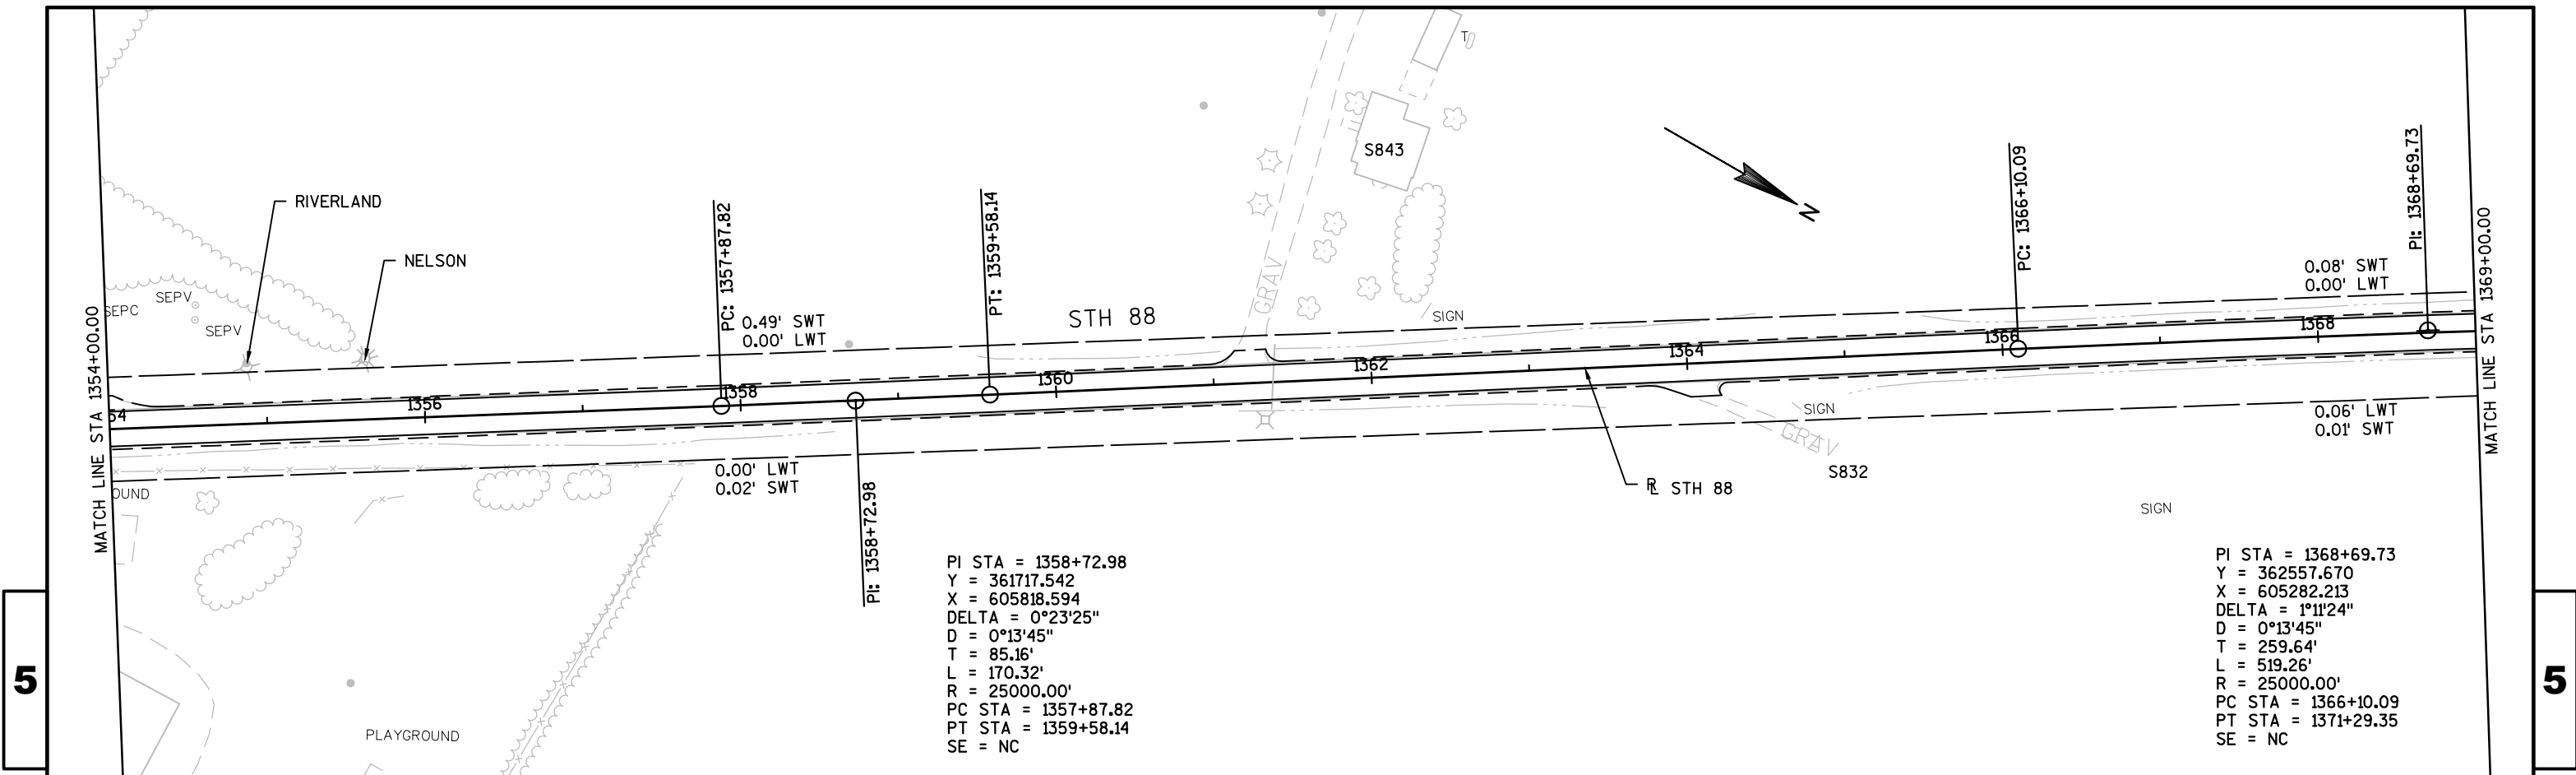 T
S843
RIVERLAND
NELSON
SEPC
SEPV
SEPV
MATCH LINE STA 1354+00.00
PC: 1357+87.82
0.49' SWT
0.00' LWT
PT: 1359+58.14
STH 88
GRAV
SIGN
N
PC: 1366+10.09
0.08' SWT
0.00' LWT
PI: 1368+69.73
MATCH LINE STA 1369+00.00
54
1356
1358
1360
1362
1364
1366
1368
0.00' LWT
0.02' SWT
OUND
PI: 1358+72.98
SIGN
GRAV
S832
0.06' LWT
0.01' SWT
RL STH 88
SIGN
PI STA = 1358+72.98
Y = 361717.542
X = 605818.594
DELTA = 0°23'25"
D = 0°13'45"
T = 85.16'
L = 170.32'
R = 25000.00'
PC STA = 1357+87.82
PT STA = 1359+58.14
SE = NC
PI STA = 1368+69.73
Y = 362557.670
X = 605282.213
DELTA = 1°11'24"
D = 0°13'45"
T = 259.64'
L = 519.26'
R = 25000.00'
PC STA = 1366+10.09
PT STA = 1371+29.35
SE = NC
PLAYGROUND
5
5